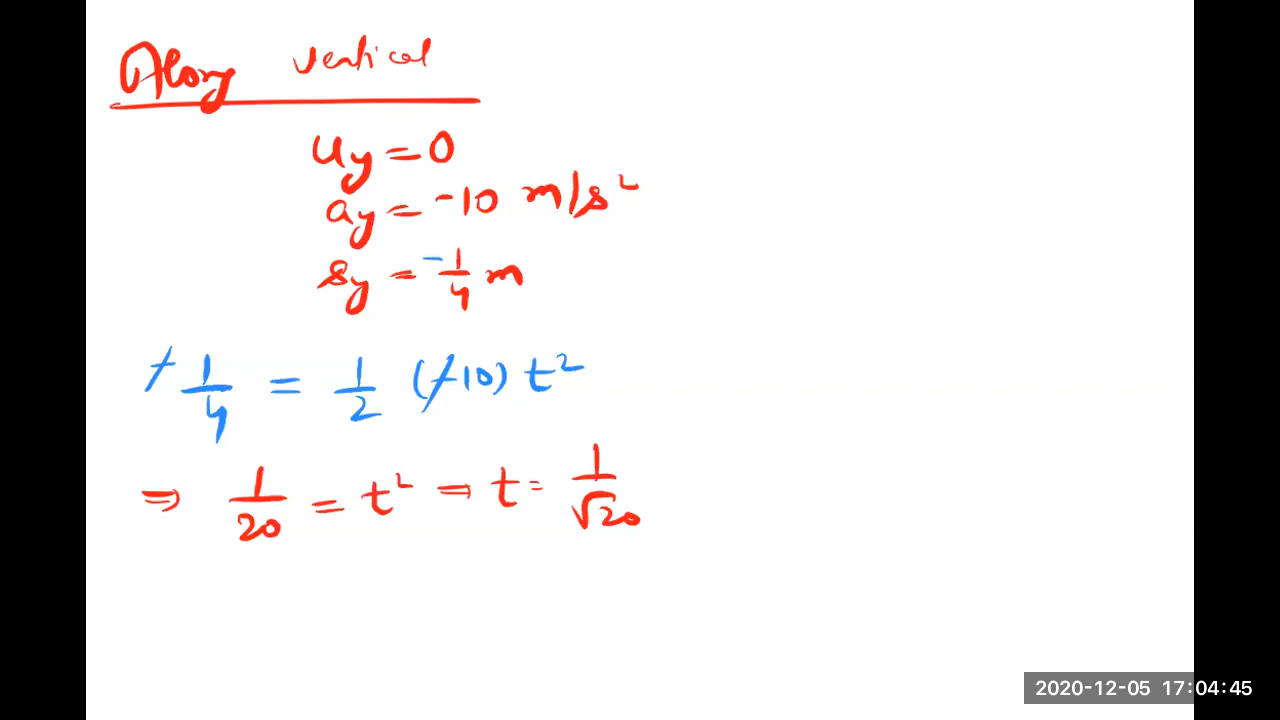 Along vertical
uy = 0
ay = -10 m/s²
sy = -1/4 m
-1/4 = 1/2 (-10) t²
⇒ 1/20 = t² ⇒ t = 1/√20
2020-12-05 17:04:45